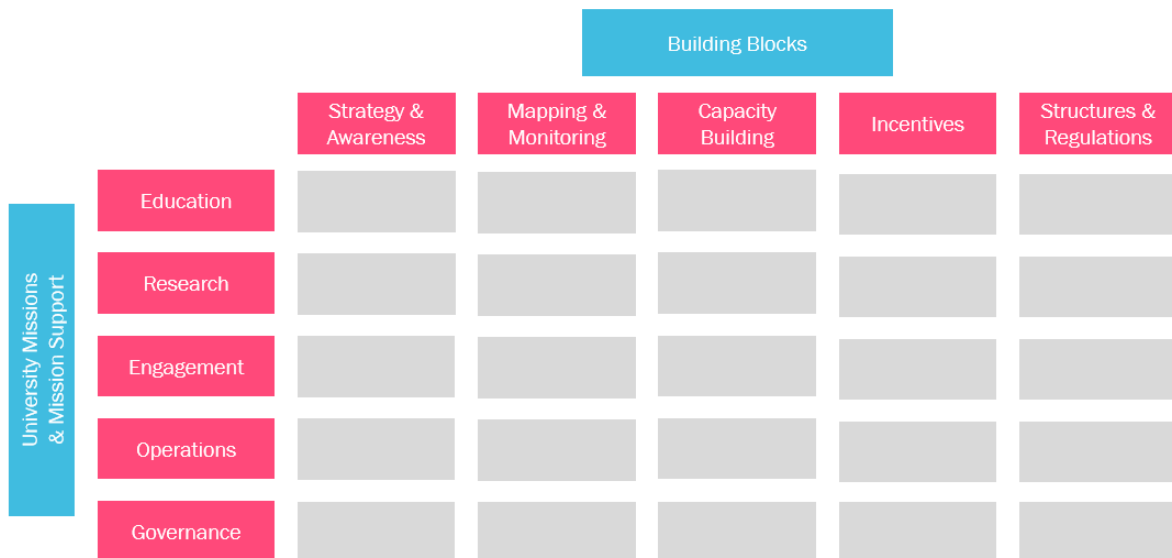 Building Blocks
Strategy &
Awareness
Mapping &
Monitoring
Capacity
Building
Incentives
Structures &
Regulations
University Missions
& Mission Support
Education
Research
Engagement
Operations
Governance